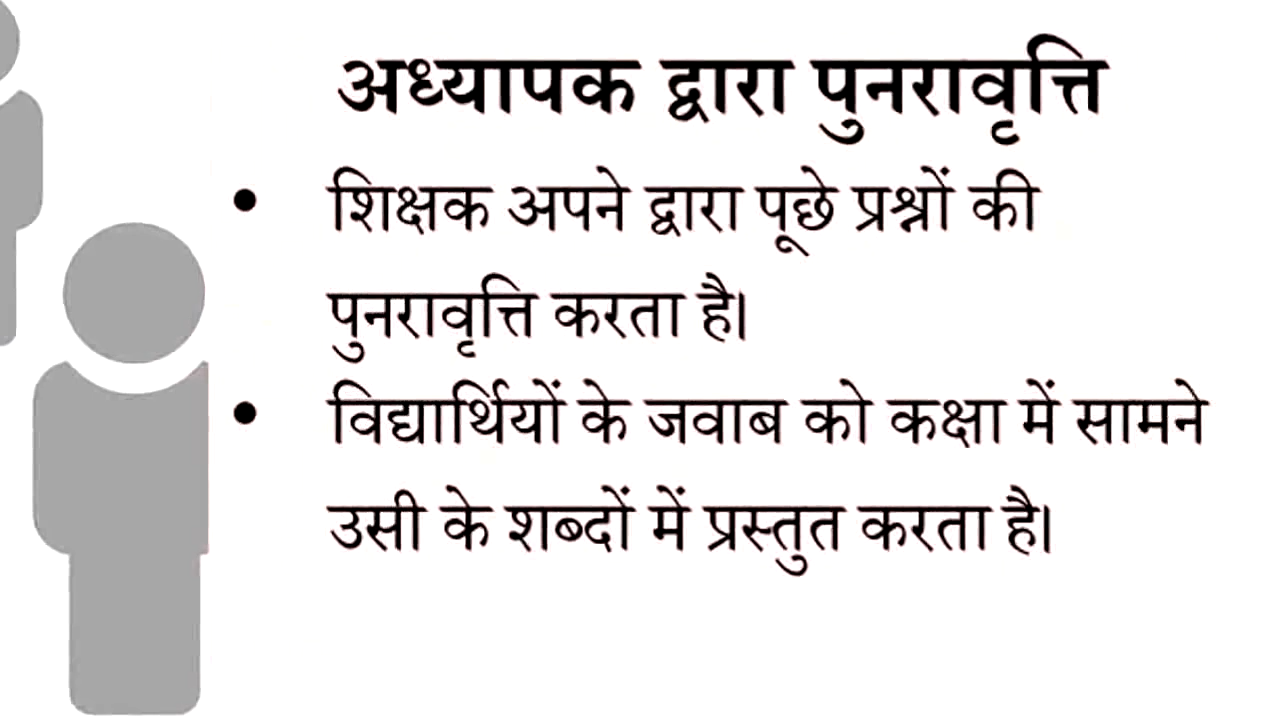 अध्यापक द्वारा पुनरावृत्ति
• शिक्षक अपने द्वारा पूछे प्रश्नों की
पुनरावृत्ति करता है।
• विद्यार्थियों के जवाब को कक्षा में सामने
उसी के शब्दों में प्रस्तुत करता है।